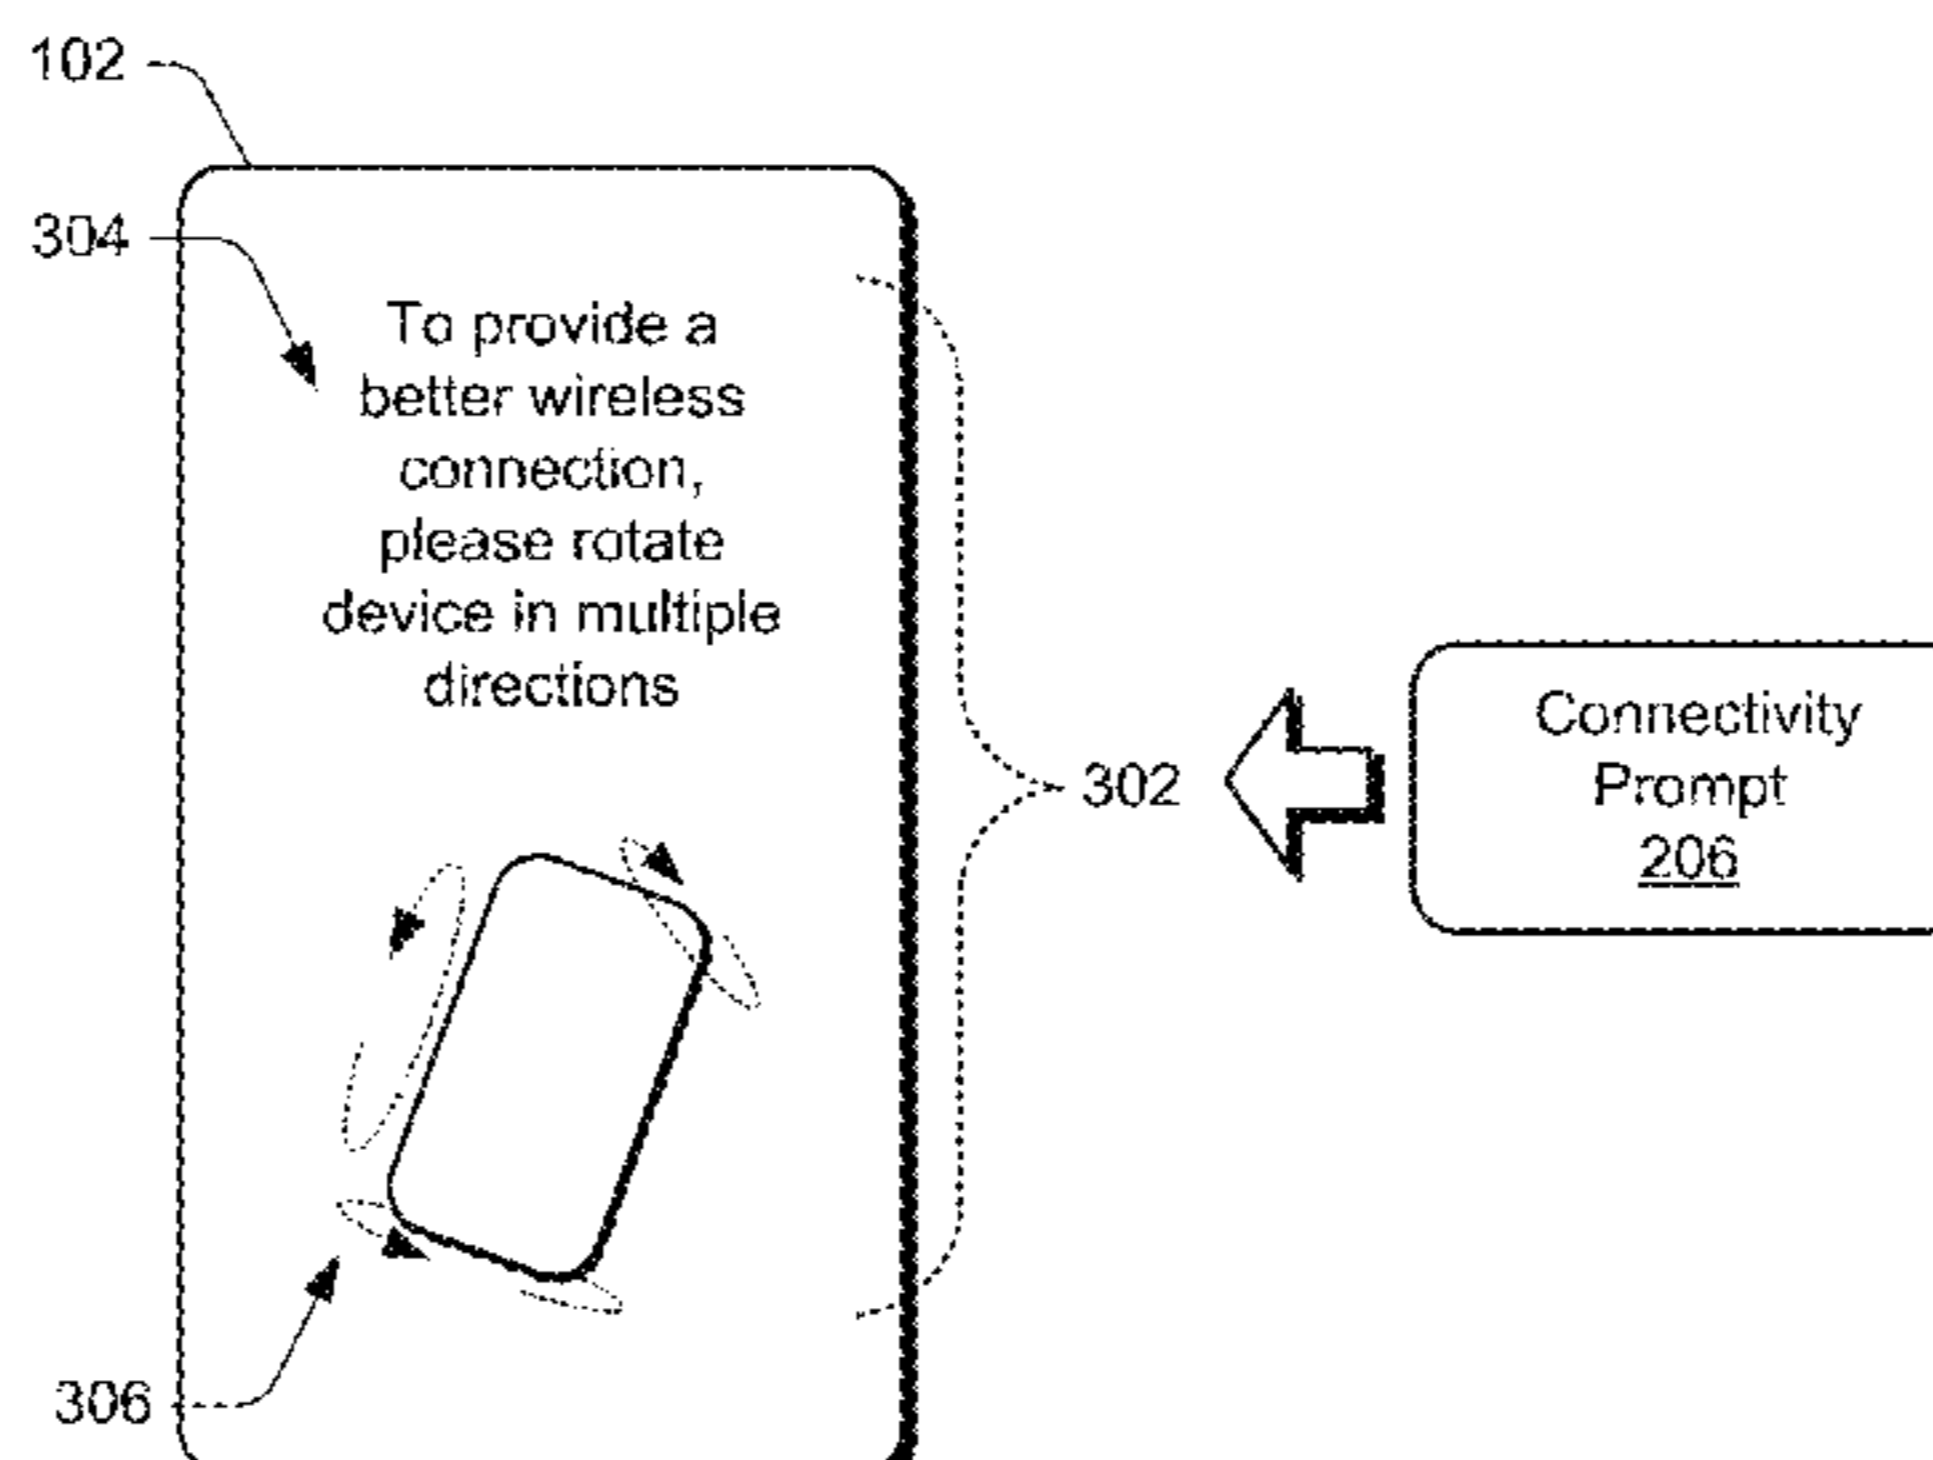 102
304
To provide a
better wireless
connection,
please rotate
device in multiple
directions
302
Connectivity
Prompt
206
306